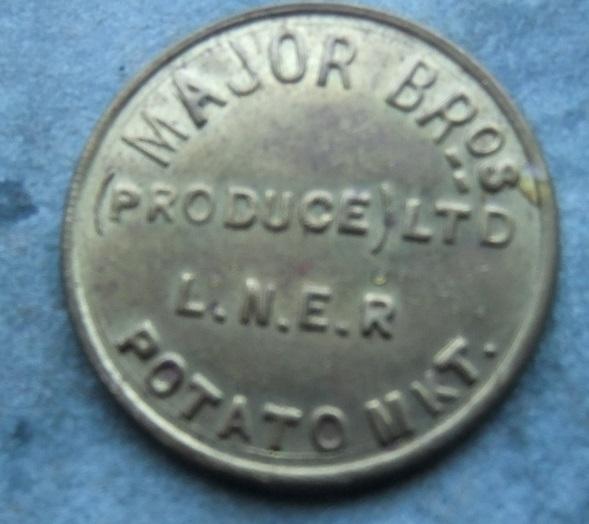 MAJOR BROS
(PRODUCE) LTD
L.N.E.R
POTATO MKT.